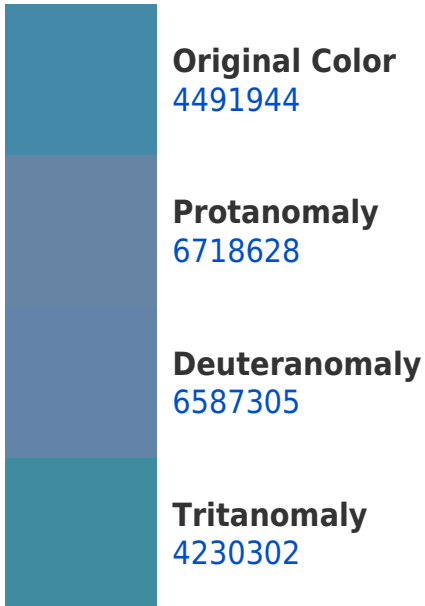 Original Color
4491944
Protanomaly
6718628
Deuteranomaly
6587305
Tritanomaly
4230302